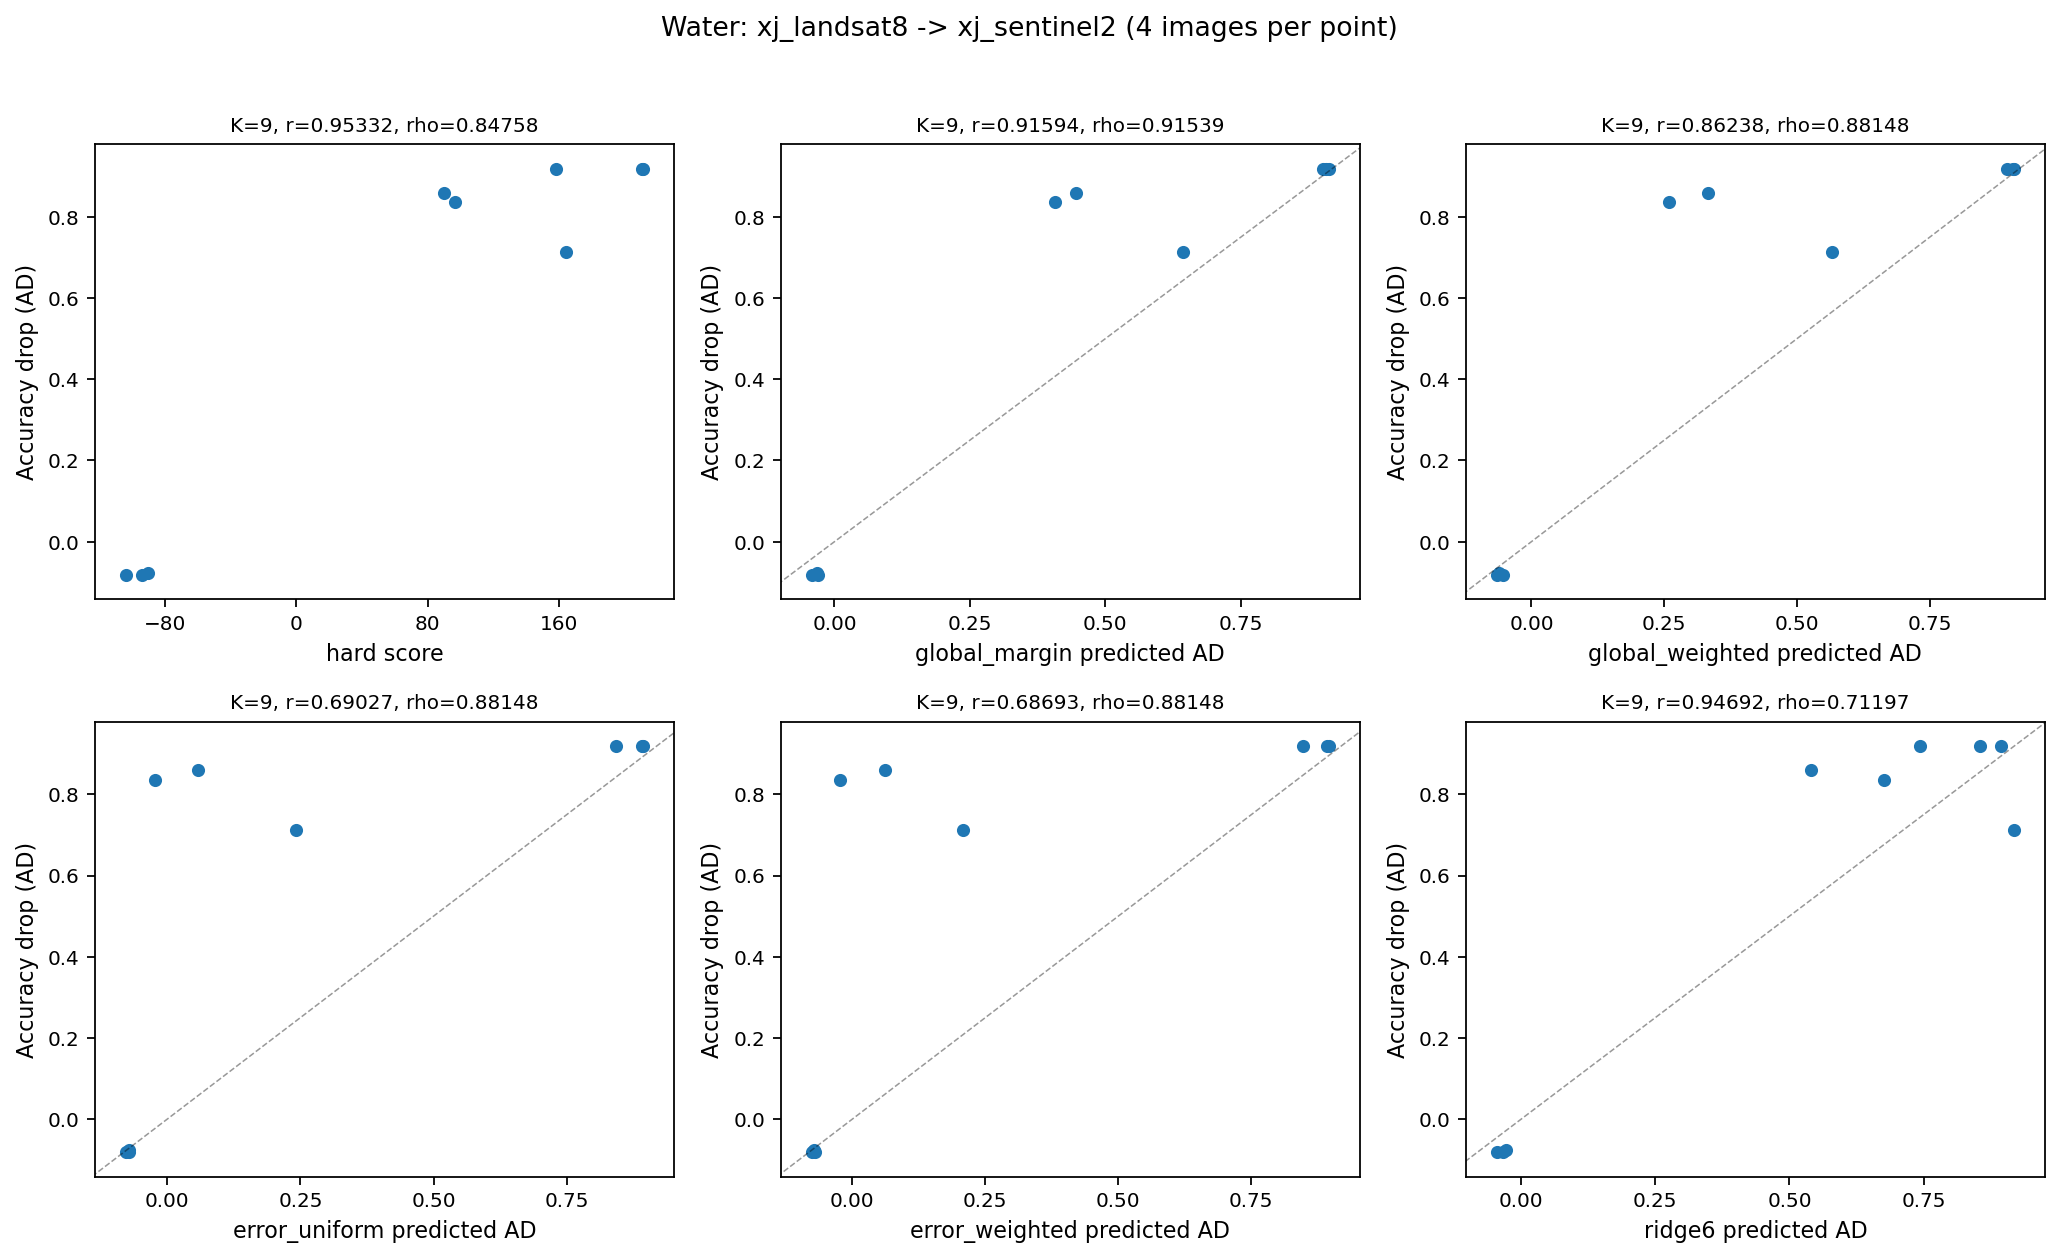 Water: xj_landsat8 -> xj_sentinel2 (4 images per point)
K=9, r=0.95332, rho=0.84758
Accuracy drop (AD)
0.8
0.6
0.4
0.2
0.0
−80 0 80 160
hard score
K=9, r=0.91594, rho=0.91539
Accuracy drop (AD)
0.8
0.6
0.4
0.2
0.0
0.00 0.25 0.50 0.75
global_margin predicted AD
K=9, r=0.86238, rho=0.88148
Accuracy drop (AD)
0.8
0.6
0.4
0.2
0.0
0.00 0.25 0.50 0.75
global_weighted predicted AD
K=9, r=0.69027, rho=0.88148
Accuracy drop (AD)
0.8
0.6
0.4
0.2
0.0
0.00 0.25 0.50 0.75
error_uniform predicted AD
K=9, r=0.68693, rho=0.88148
Accuracy drop (AD)
0.8
0.6
0.4
0.2
0.0
0.00 0.25 0.50 0.75
error_weighted predicted AD
K=9, r=0.94692, rho=0.71197
Accuracy drop (AD)
0.8
0.6
0.4
0.2
0.0
0.00 0.25 0.50 0.75
ridge6 predicted AD